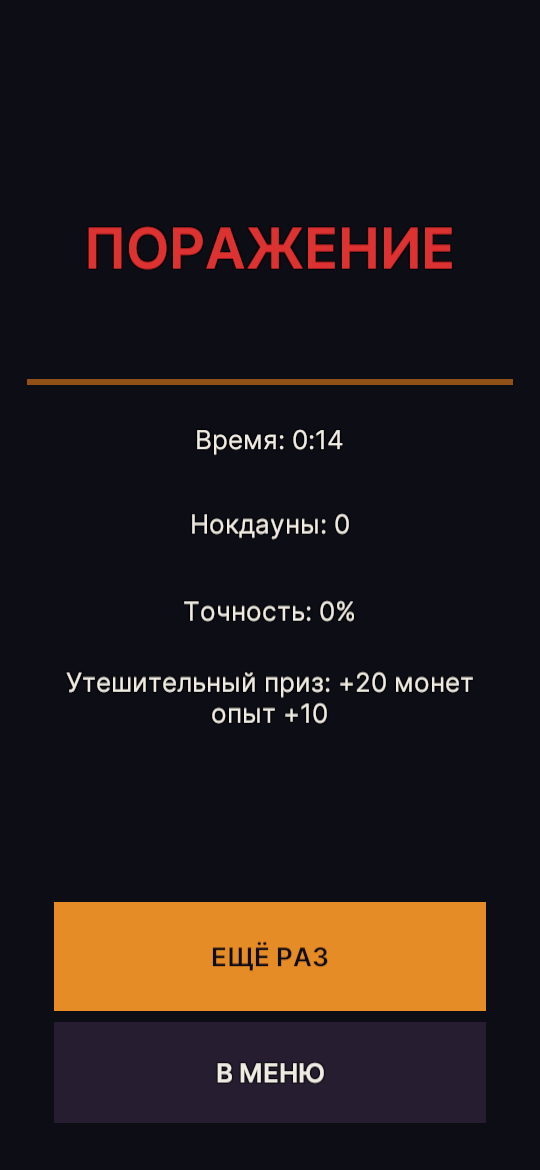 ПОРАЖЕНИЕ
Время: 0:14
Нокдауны: 0
Точность: 0%
Утешительный приз: +20 монет
опыт +10
ЕЩЁ РАЗ
В МЕНЮ